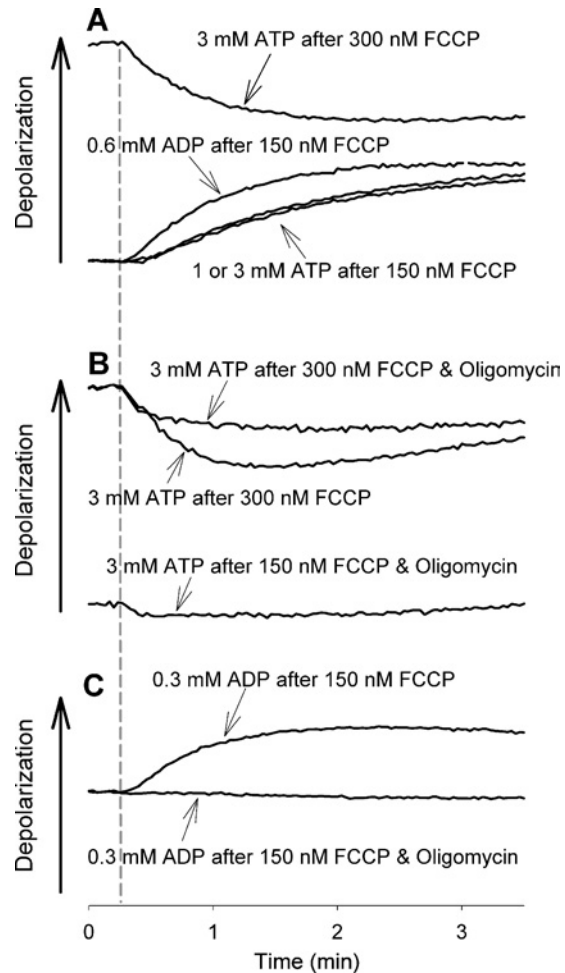 A
3 mM ATP after 300 nM FCCP
0.6 mM ADP after 150 nM FCCP
1 or 3 mM ATP after 150 nM FCCP
Depolarization
B
3 mM ATP after 300 nM FCCP & Oligomycin
3 mM ATP after 300 nM FCCP
3 mM ATP after 150 nM FCCP & Oligomycin
Depolarization
C
0.3 mM ADP after 150 nM FCCP
0.3 mM ADP after 150 nM FCCP & Oligomycin
Depolarization
0 1 2 3
Time (min)